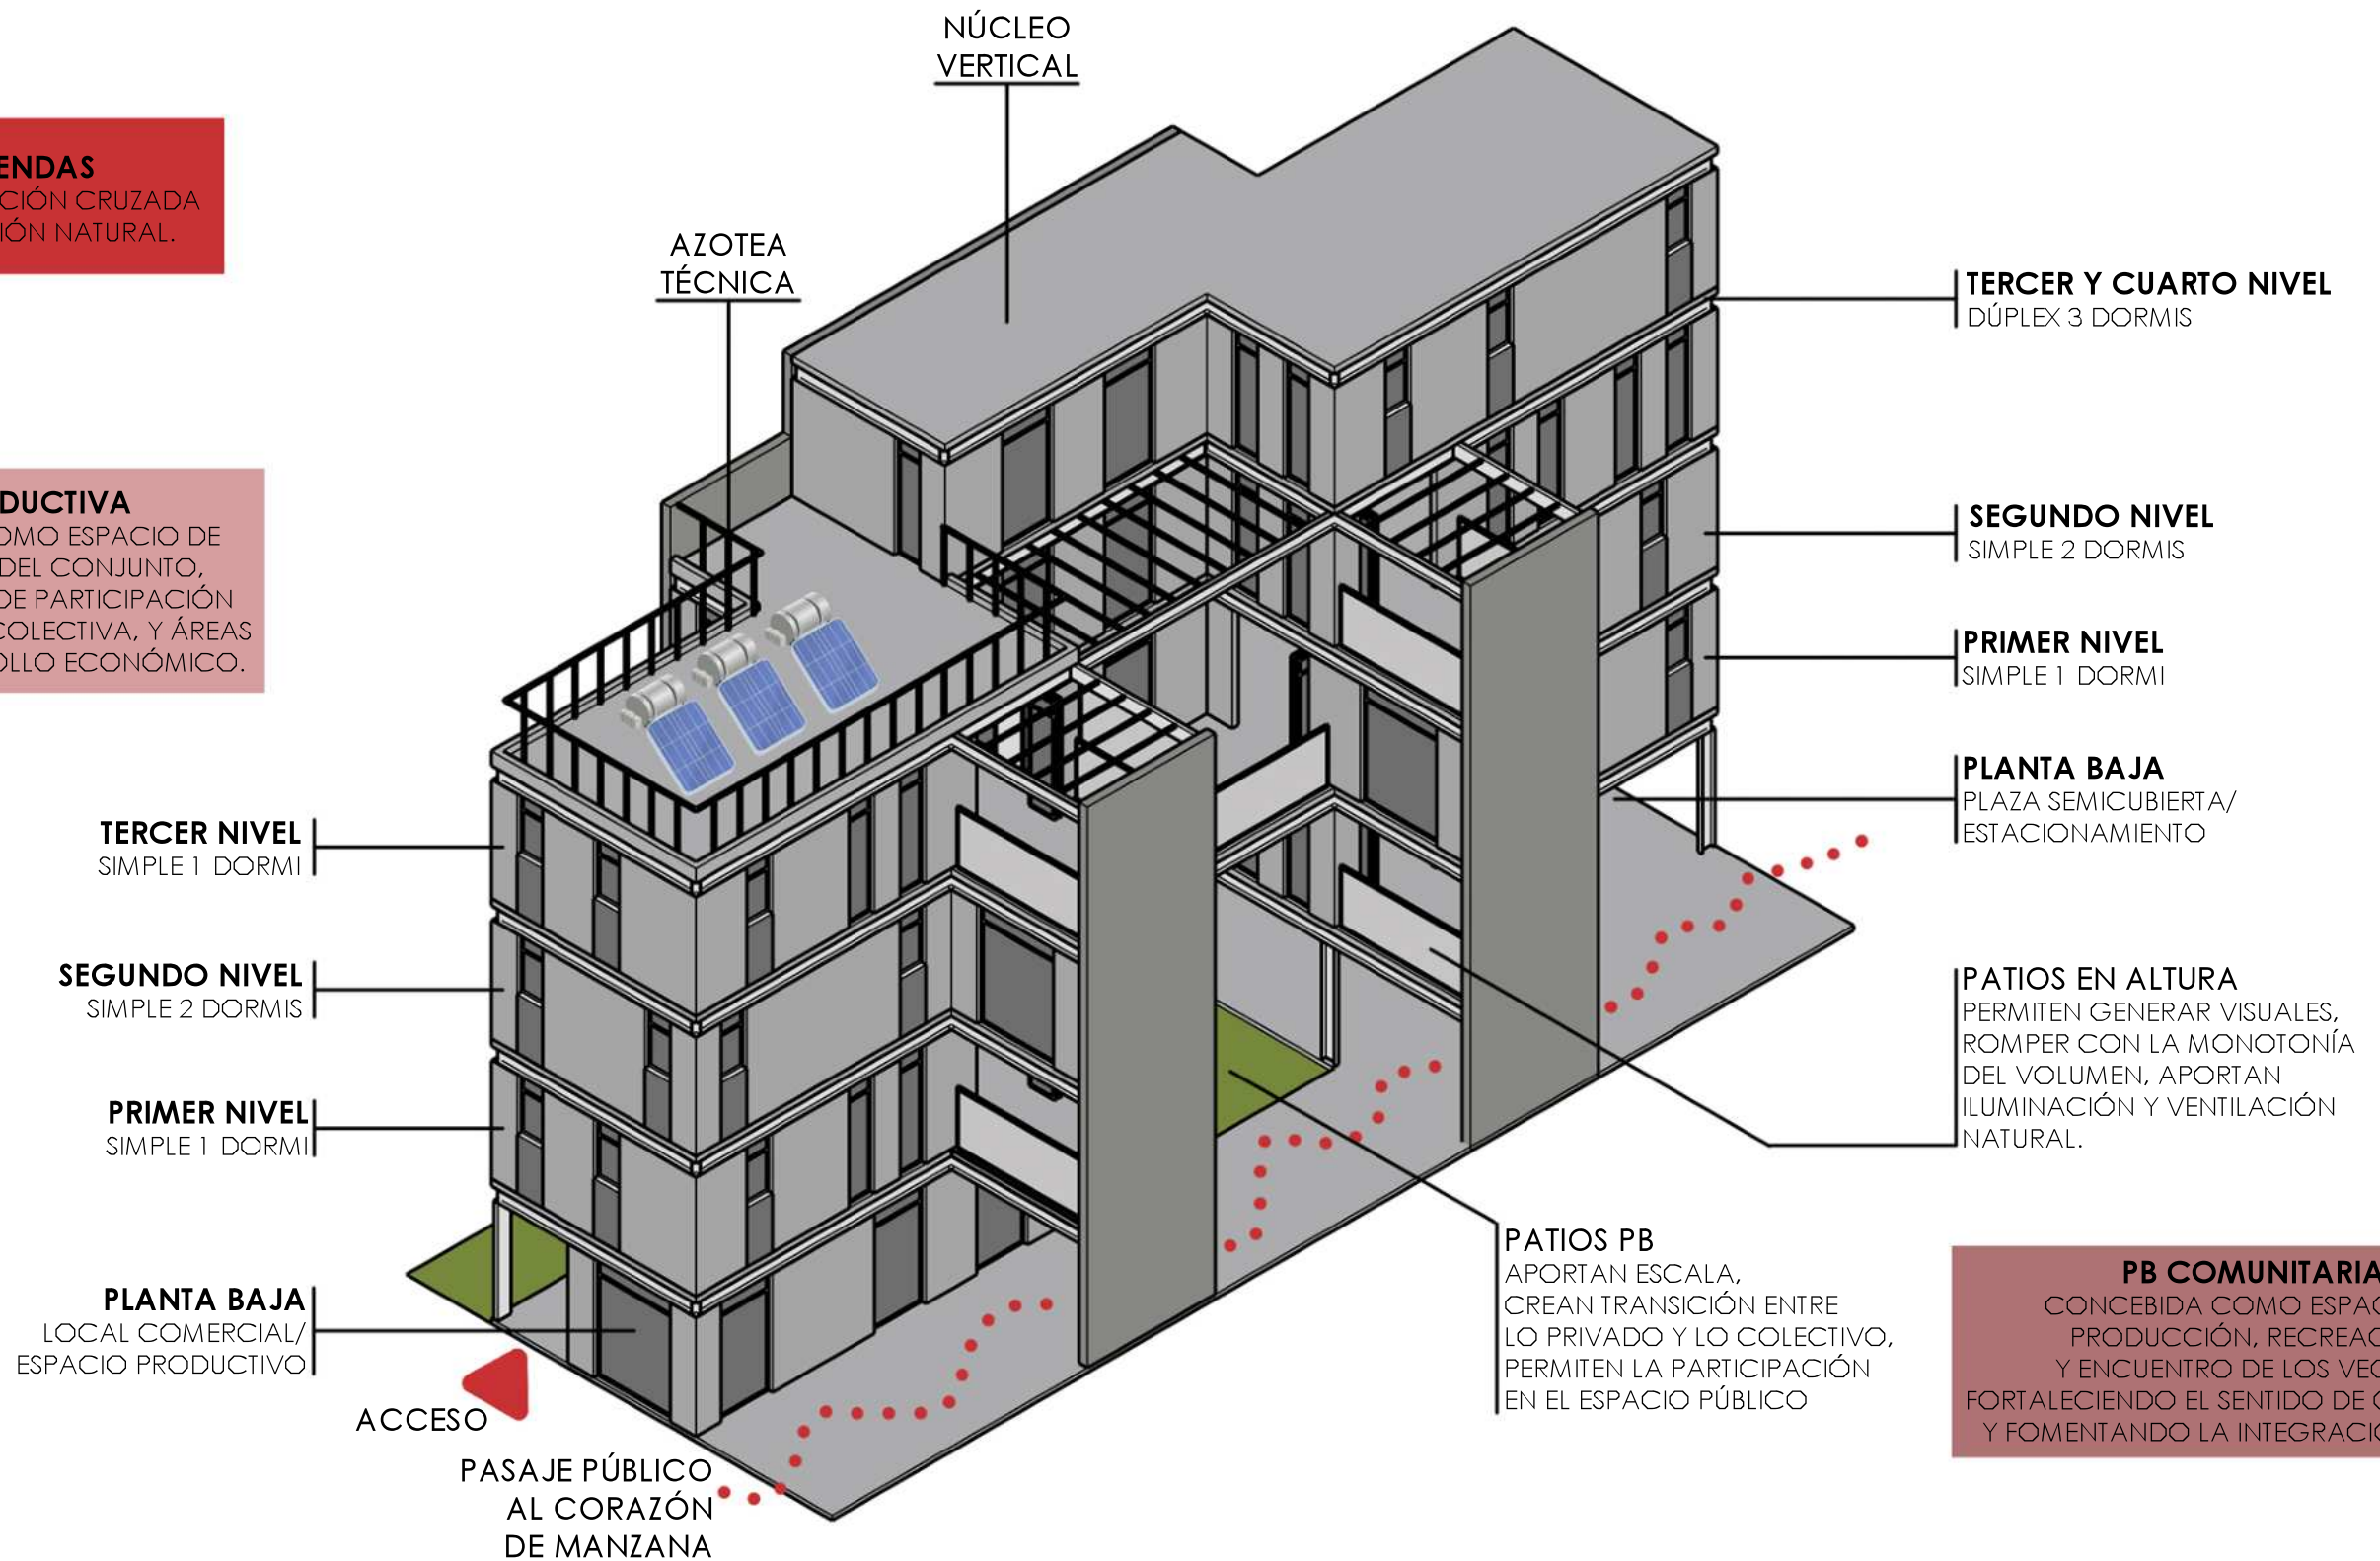 NÚCLEO
VERTICAL
ENDAS
CIÓN CRUZADA
IÓN NATURAL.
AZOTEA
TÉCNICA
TERCER Y CUARTO NIVEL
DÚPLEX 3 DORMIS
DUCTIVA
OMO ESPACIO DE
DEL CONJUNTO,
DE PARTICIPACIÓN
COLECTIVA, Y ÁREAS
OLLO ECONÓMICO.
SEGUNDO NIVEL
SIMPLE 2 DORMIS
PRIMER NIVEL
SIMPLE 1 DORMI
PLANTA BAJA
PLAZA SEMICUBIERTA/
ESTACIONAMIENTO
TERCER NIVEL
SIMPLE 1 DORMI
SEGUNDO NIVEL
SIMPLE 2 DORMIS
PRIMER NIVEL
SIMPLE 1 DORMI
PLANTA BAJA
LOCAL COMERCIAL/
ESPACIO PRODUCTIVO
ACCESO
PASAJE PÚBLICO
AL CORAZÓN
DE MANZANA
PATIOS EN ALTURA
PERMITEN GENERAR VISUALES,
ROMPER CON LA MONOTONÍA
DEL VOLUMEN, APORTAN
ILUMINACIÓN Y VENTILACIÓN
NATURAL.
PATIOS PB
APORTAN ESCALA,
CREAN TRANSICIÓN ENTRE
LO PRIVADO Y LO COLECTIVO,
PERMITEN LA PARTICIPACIÓN
EN EL ESPACIO PÚBLICO
PB COMUNITARIA
CONCEBIDA COMO ESPAC
PRODUCCIÓN, RECREAC
Y ENCUENTRO DE LOS VEC
FORTALECIENDO EL SENTIDO DE
Y FOMENTANDO LA INTEGRACI